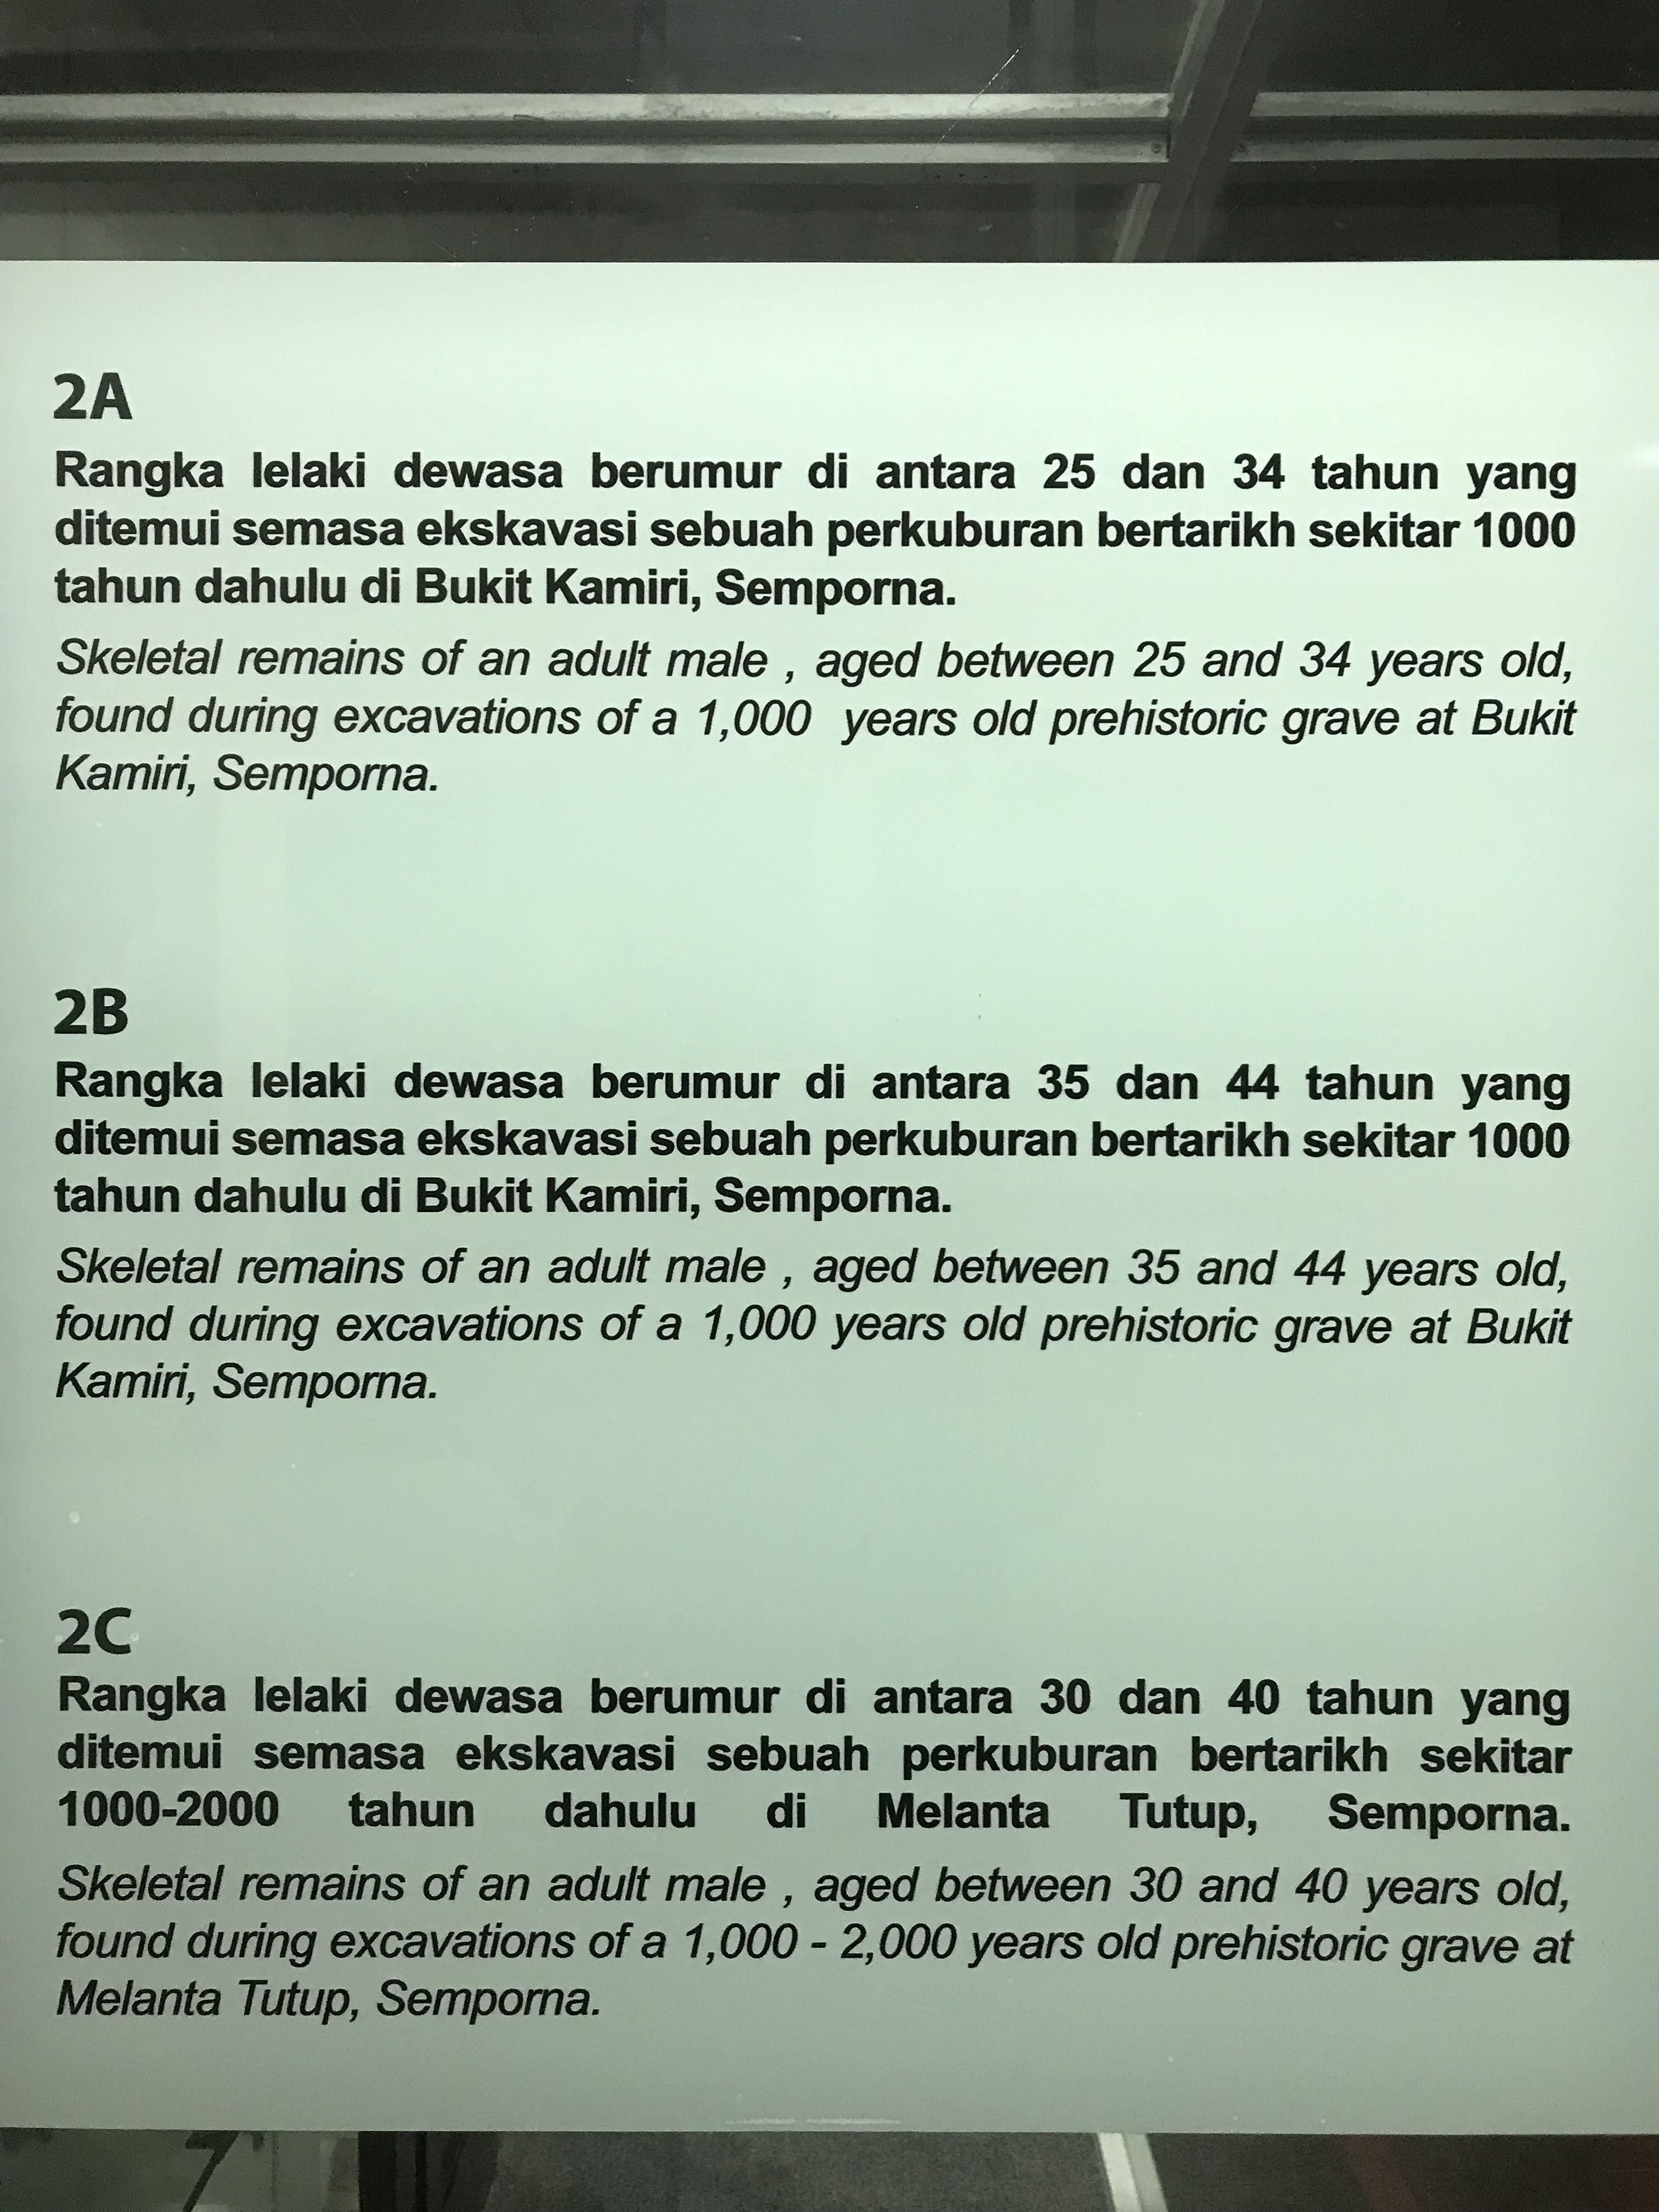 2A
Rangka lelaki dewasa berumur di antara 25 dan 34 tahun yang
ditemui semasa ekskavasi sebuah perkuburan bertarikh sekitar 1000
tahun dahulu di Bukit Kamiri, Semporna.
Skeletal remains of an adult male , aged between 25 and 34 years old,
found during excavations of a 1,000 years old prehistoric grave at Bukit
Kamiri, Semporna.
2B
Rangka lelaki dewasa berumur di antara 35 dan 44 tahun yang
ditemui semasa ekskavasi sebuah perkuburan bertarikh sekitar 1000
tahun dahulu di Bukit Kamiri, Semporna.
Skeletal remains of an adult male , aged between 35 and 44 years old,
found during excavations of a 1,000 years old prehistoric grave at Bukit
Kamiri, Semporna.
2C
Rangka lelaki dewasa berumur di antara 30 dan 40 tahun yang
ditemui semasa ekskavasi sebuah perkuburan bertarikh sekitar
1000-2000 tahun dahulu di Melanta Tutup, Semporna.
Skeletal remains of an adult male , aged between 30 and 40 years old,
found during excavations of a 1,000 - 2,000 years old prehistoric grave at
Melanta Tutup, Semporna.